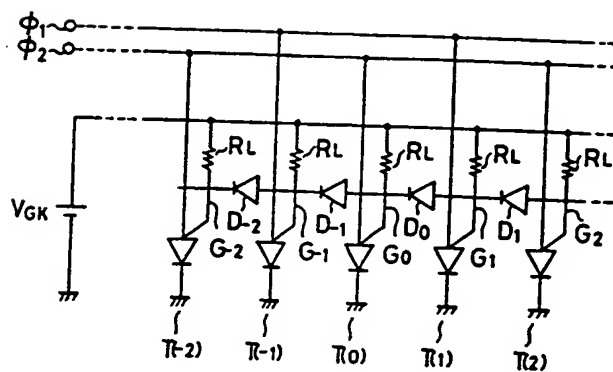 Φ1
Φ2
RL RL RL RL RL
VGK
D-2 D-1 D0 D1
G-2 G-1 G0 G1 G2
T(-2) T(-1) T(0) T(1) T(2)